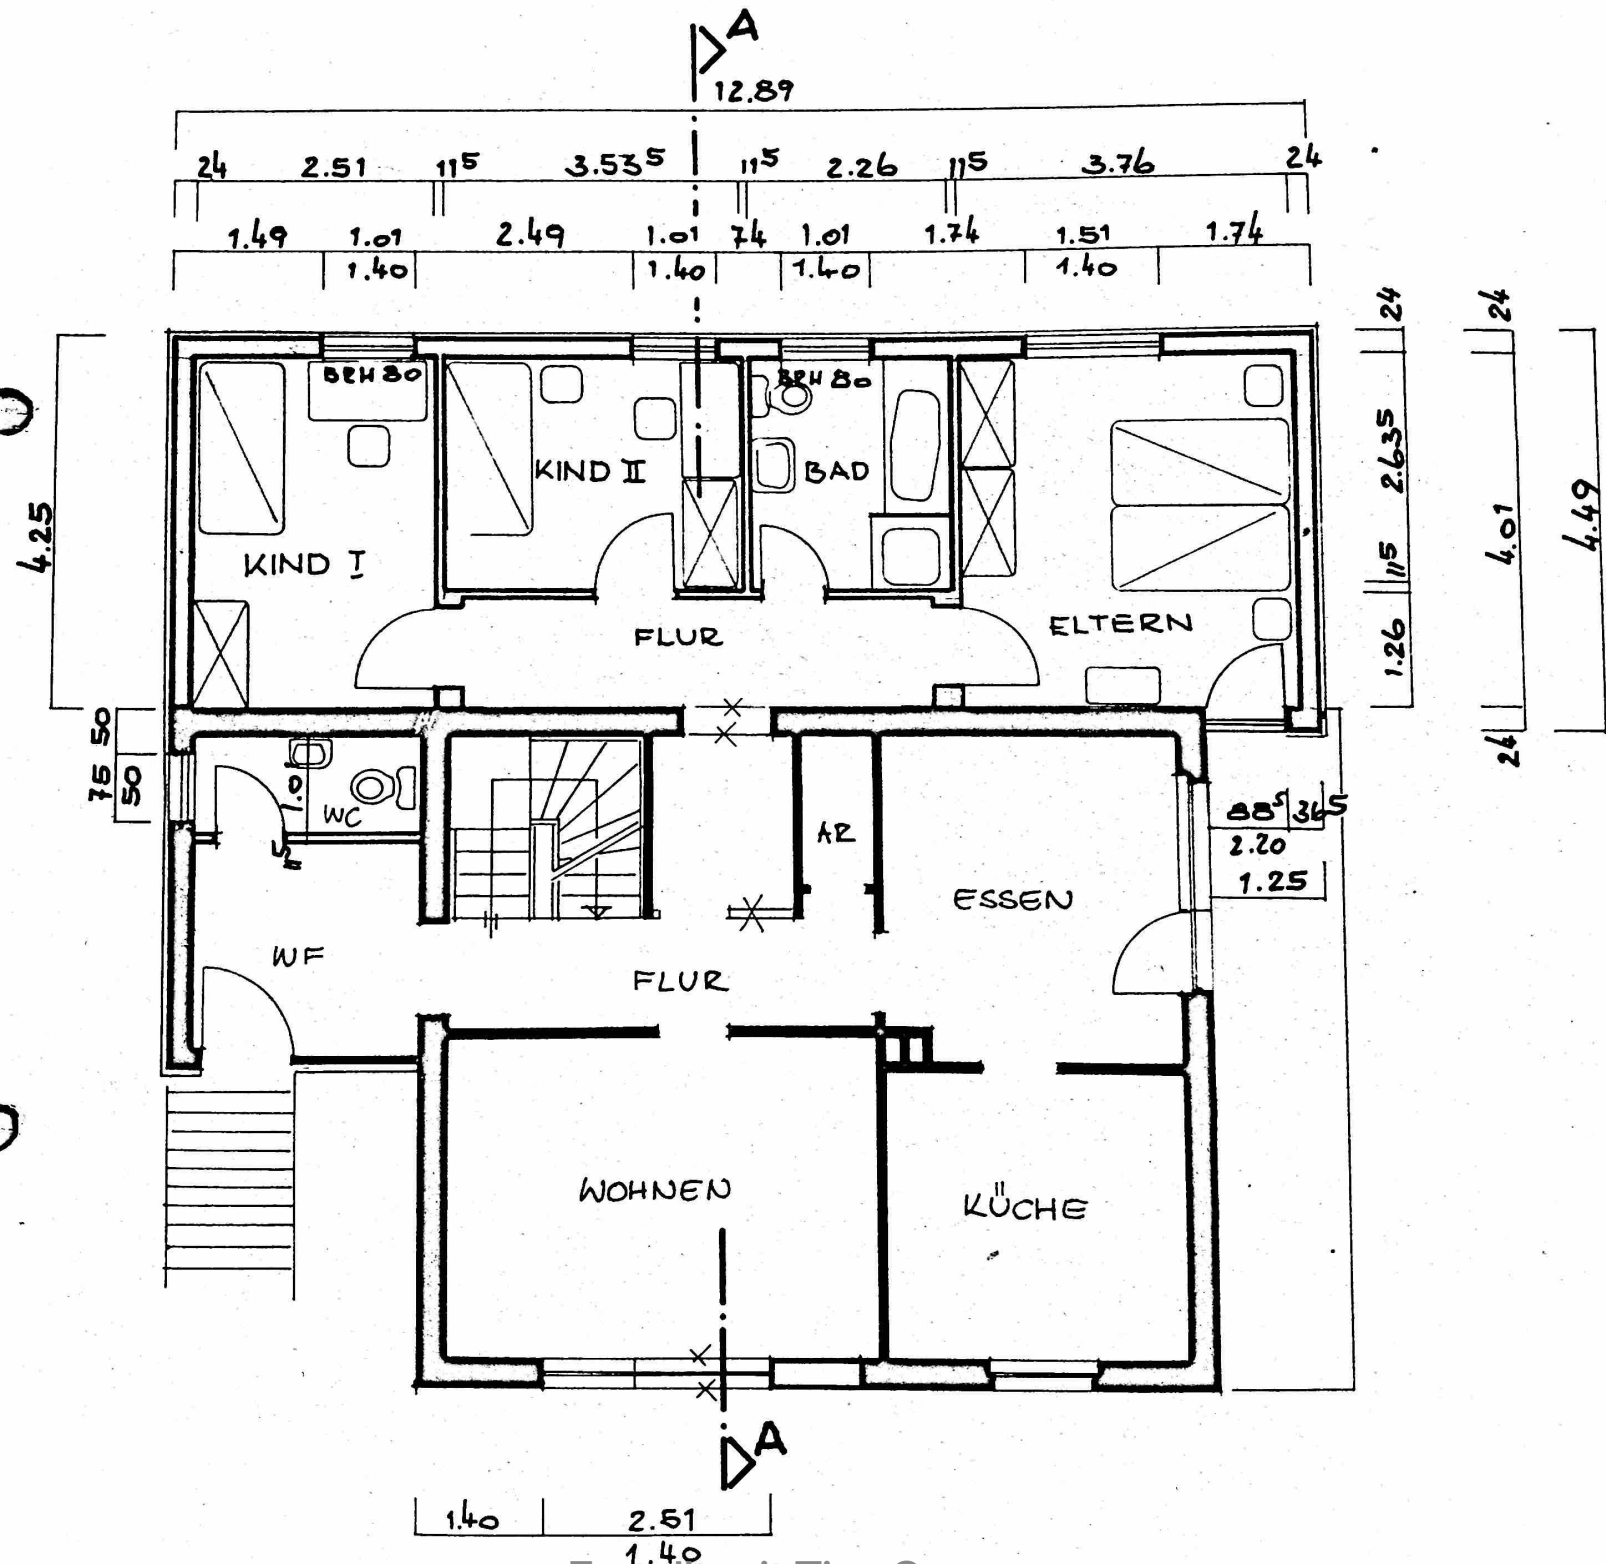 A
12.89
24 2.51 11⁵ 3.53⁵ 11⁵ 2.26 11⁵ 3.76 24
1.49 1.01 2.49 1.01 74 1.01 1.74 1.51 1.74
1.40 1.40 1.40 1.40
24 24
BRH 80 BRH 80
2.63⁵
KIND II BAD
4.25 4.01 4.49
KIND I 11⁵
FLUR ELTERN 1.26
50 24
75 50
1.01 WC AR 88⁵ 36⁵
2.20
11⁵ 1.25
ESSEN
WF FLUR
WOHNEN KÜCHE
A
1.40 2.51
1.40